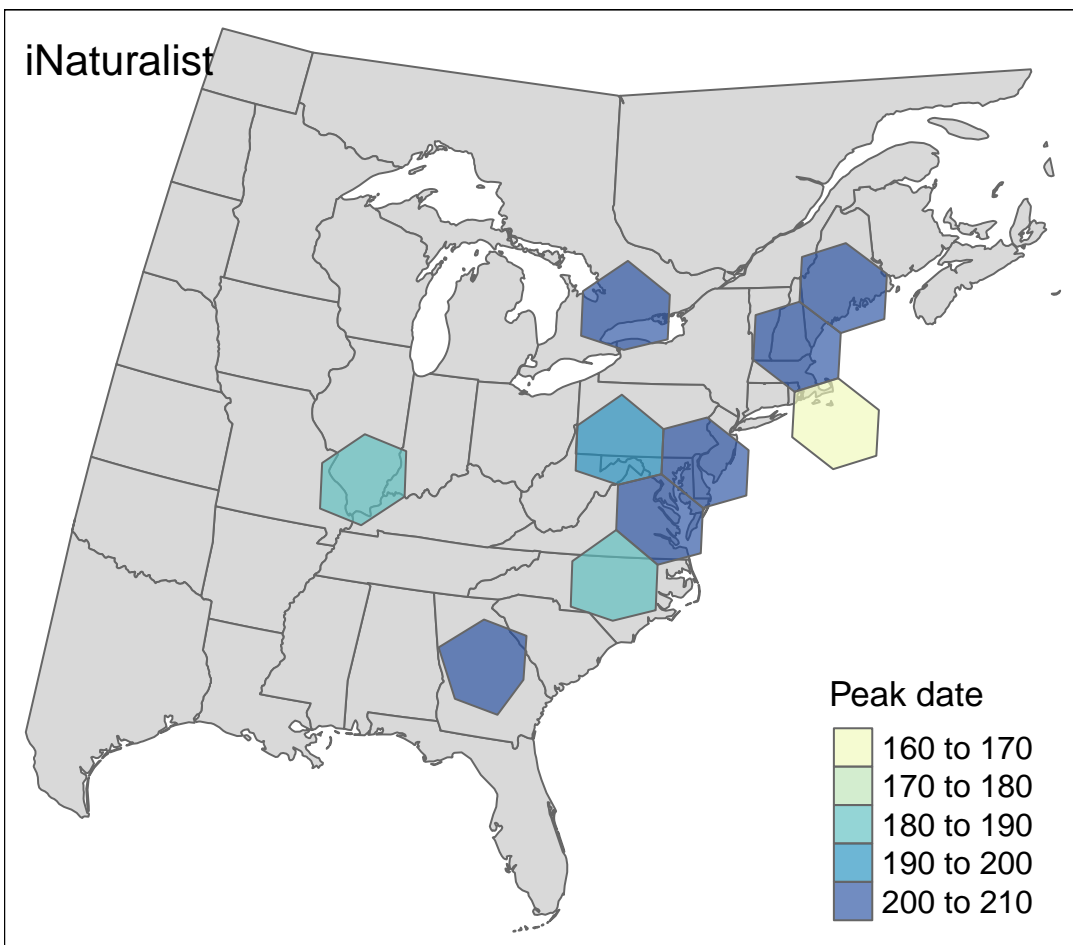 iNaturalist
Peak date
160 to 170
170 to 180
180 to 190
190 to 200
200 to 210